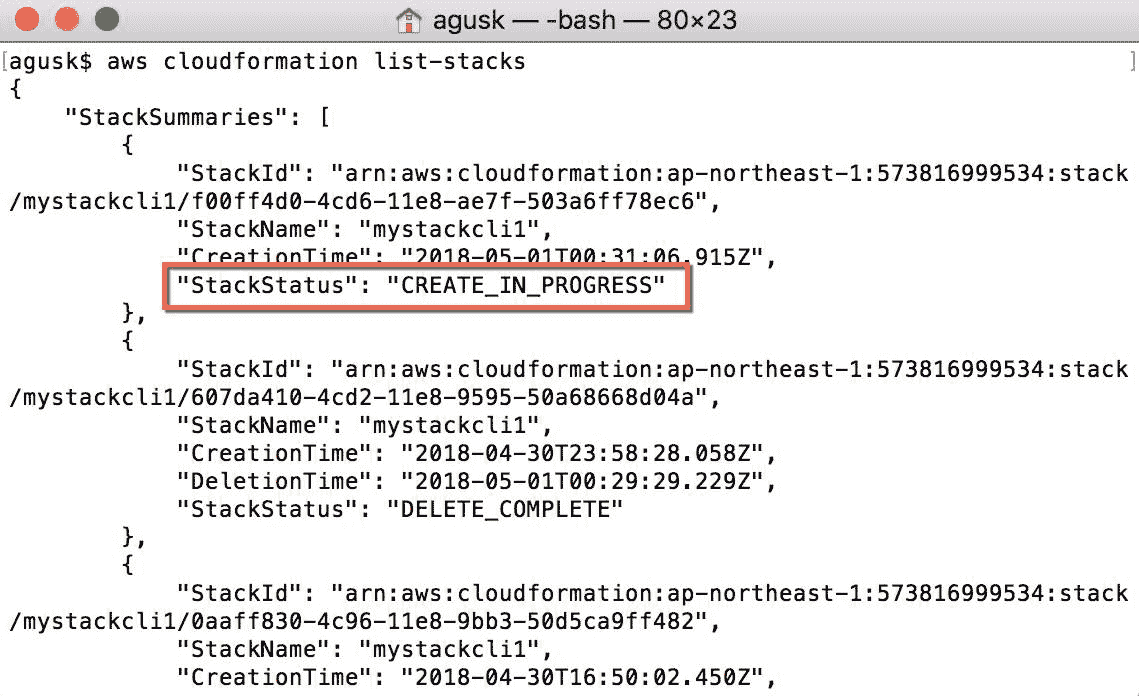 agusk — -bash — 80×23
[agusk$ aws cloudformation list-stacks ]
{
    "StackSummaries": [
        {
            "StackId": "arn:aws:cloudformation:ap-northeast-1:573816999534:stack
/mystackcli1/f00ff4d0-4cd6-11e8-ae7f-503a6ff78ec6",
            "StackName": "mystackcli1",
            "CreationTime": "2018-05-01T00:31:06.915Z",
            "StackStatus": "CREATE_IN_PROGRESS"
        },
        {
            "StackId": "arn:aws:cloudformation:ap-northeast-1:573816999534:stack
/mystackcli1/607da410-4cd2-11e8-9595-50a68668d04a",
            "StackName": "mystackcli1",
            "CreationTime": "2018-04-30T23:58:28.058Z",
            "DeletionTime": "2018-05-01T00:29:29.229Z",
            "StackStatus": "DELETE_COMPLETE"
        },
        {
            "StackId": "arn:aws:cloudformation:ap-northeast-1:573816999534:stack
/mystackcli1/0aaff830-4c96-11e8-9bb3-50d5ca9ff482",
            "StackName": "mystackcli1",
            "CreationTime": "2018-04-30T16:50:02.450Z",